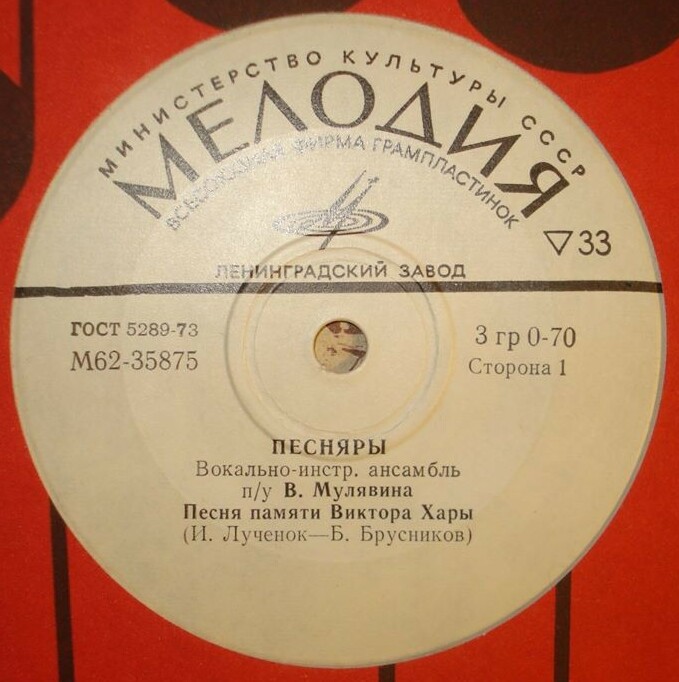 МИНИСТЕРСТВО КУЛЬТУРЫ СССР
МЕЛОДИЯ
ВСЕСОЮЗНАЯ ФИРМА ГРАМПЛАСТИНОК
▽33
ЛЕНИНГРАДСКИЙ ЗАВОД
ГОСТ 5289-73
М62-35875
3 гр 0-70
Сторона 1
ПЕСНЯРЫ
Вокально-инстр. ансамбль
п/у В. Мулявина
Песня памяти Виктора Хары
(И. Лученок—Б. Брусников)